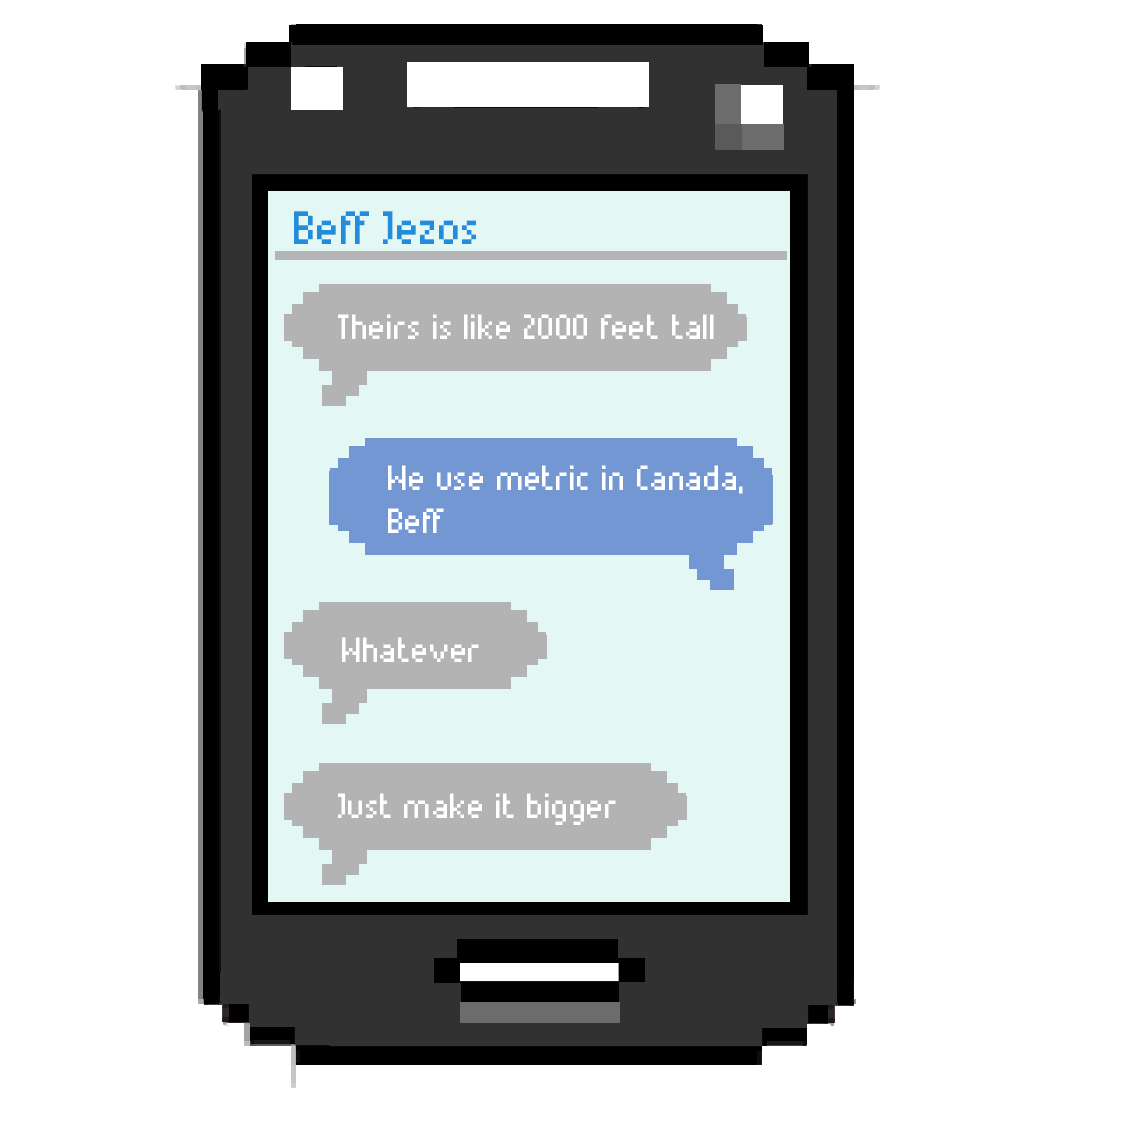 Beff Jezos
Theirs is like 2000 feet tall
We use metric in Canada,
Beff
Whatever
Just make it bigger